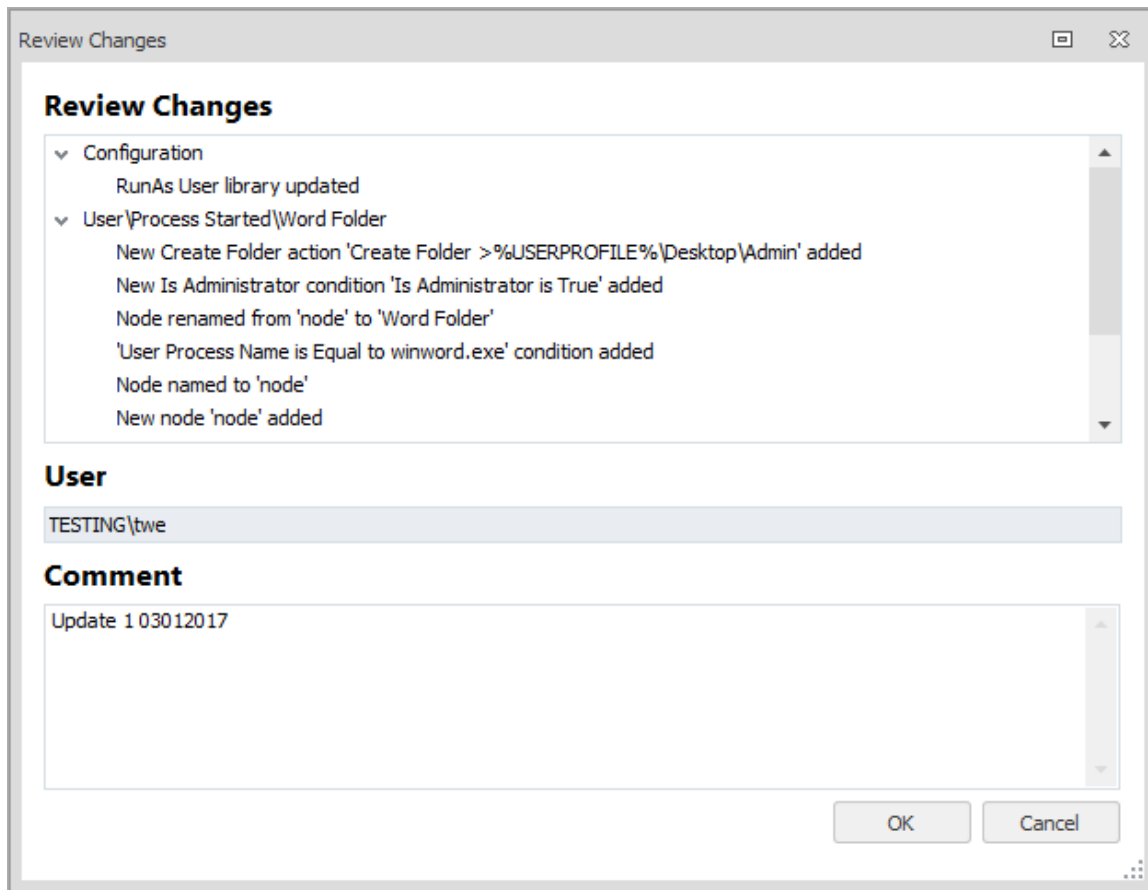 Review Changes
Review Changes
Configuration
RunAs User library updated
User\Process Started\Word Folder
New Create Folder action 'Create Folder >%USERPROFILE%\Desktop\Admin' added
New Is Administrator condition 'Is Administrator is True' added
Node renamed from 'node' to 'Word Folder'
'User Process Name is Equal to winword.exe' condition added
Node named to 'node'
New node 'node' added
User
TESTING\twe
Comment
Update 1 03012017
OK Cancel